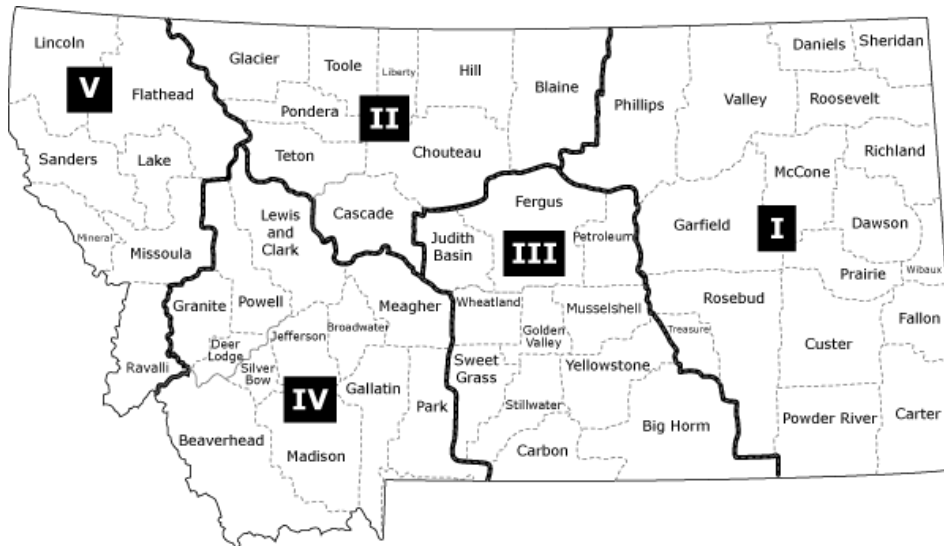 Lincoln
V
Flathead
Sanders
Lake
Mineral
Missoula
Ravalli
Glacier
Toole
Liberty
Hill
Blaine
Pondera
II
Teton
Chouteau
Cascade
Phillips
Valley
Daniels
Sheridan
Roosevelt
Richland
McCone
Garfield
I
Dawson
Prairie
Wibaux
Rosebud
Treasure
Custer
Fallon
Powder River
Carter
Fergus
Judith
Basin
III
Petroleum
Wheatland
Musselshell
Golden
Valley
Sweet
Grass
Yellowstone
Stillwater
Big Horm
Carbon
Lewis
and
Clark
Granite
Powell
Meagher
Jefferson
Broadwater
Deer
Lodge
Silver
Bow
IV
Gallatin
Park
Beaverhead
Madison